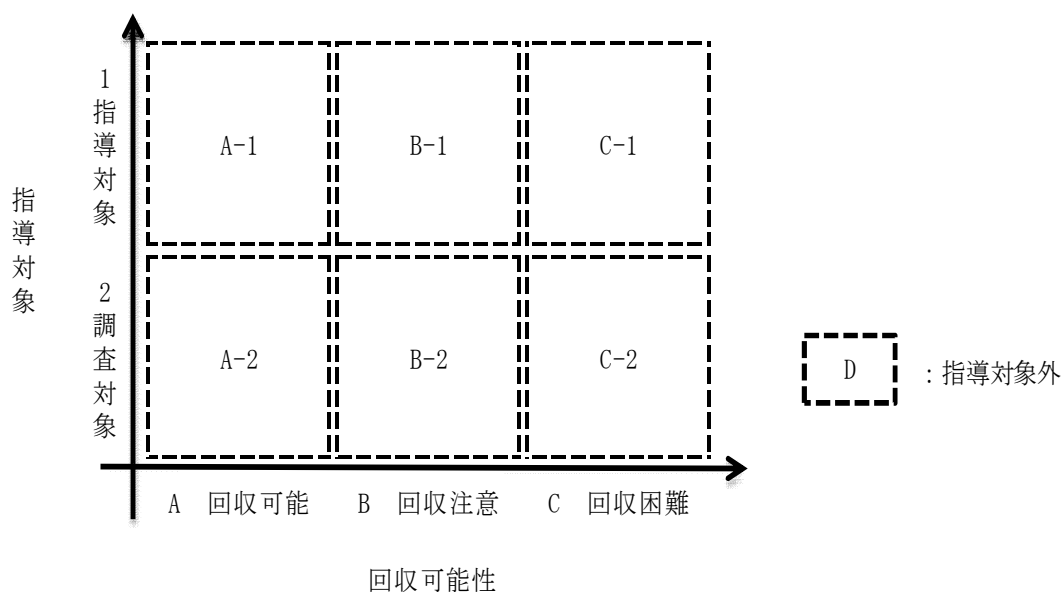 指導対象
1指導対象
2調査対象
A-1
B-1
C-1
A-2
B-2
C-2
D
：指導対象外
A 回収可能
B 回収注意
C 回収困難
回収可能性